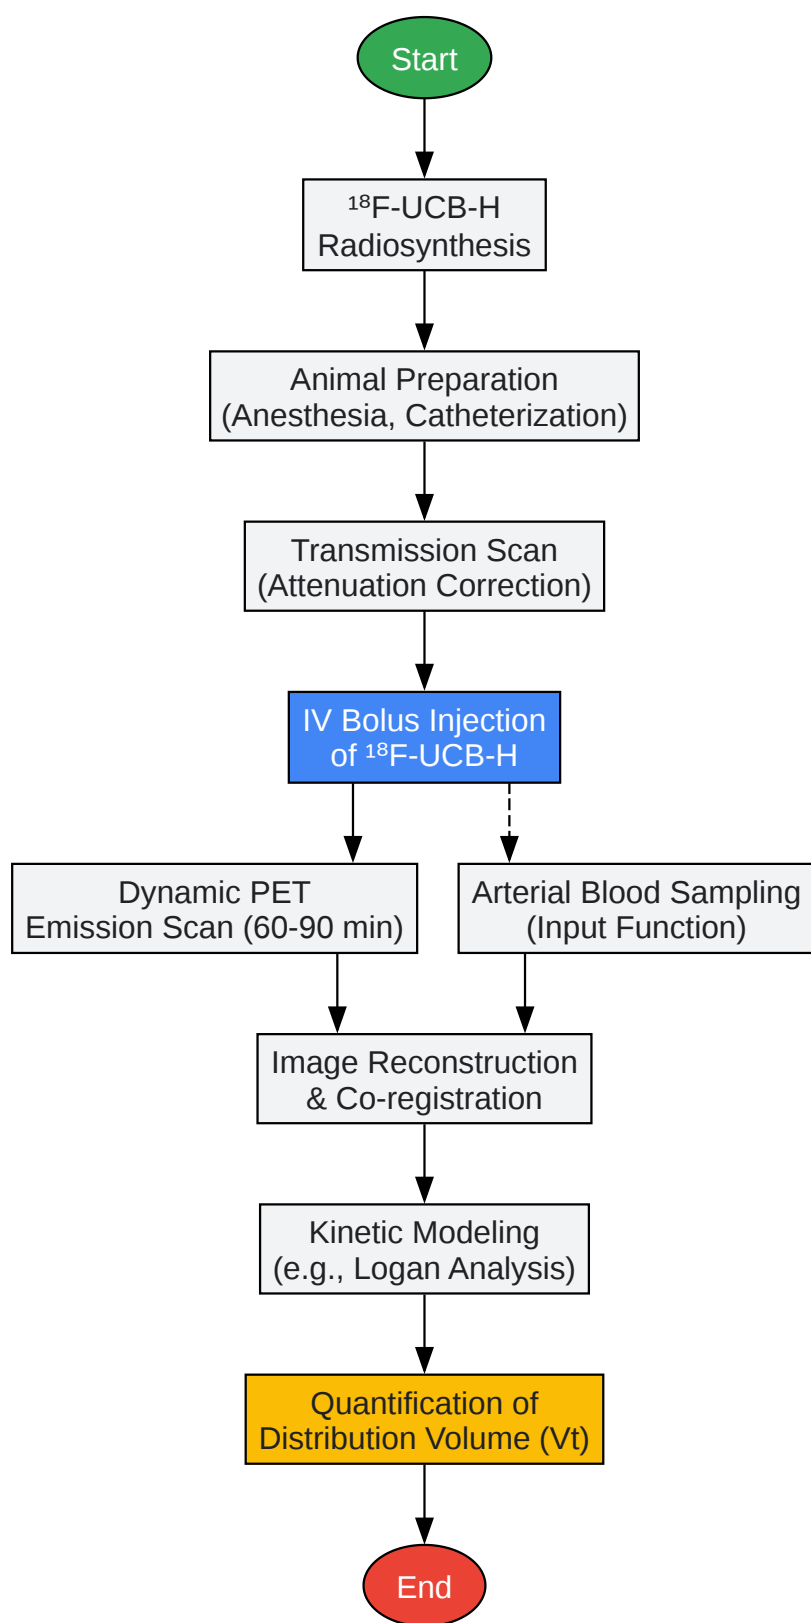 Start
¹⁸F-UCB-H
Radiosynthesis
Animal Preparation
(Anesthesia, Catheterization)
Transmission Scan
(Attenuation Correction)
IV Bolus Injection
of ¹⁸F-UCB-H
Dynamic PET
Emission Scan (60-90 min)
Arterial Blood Sampling
(Input Function)
Image Reconstruction
& Co-registration
Kinetic Modeling
(e.g., Logan Analysis)
Quantification of
Distribution Volume (Vt)
End